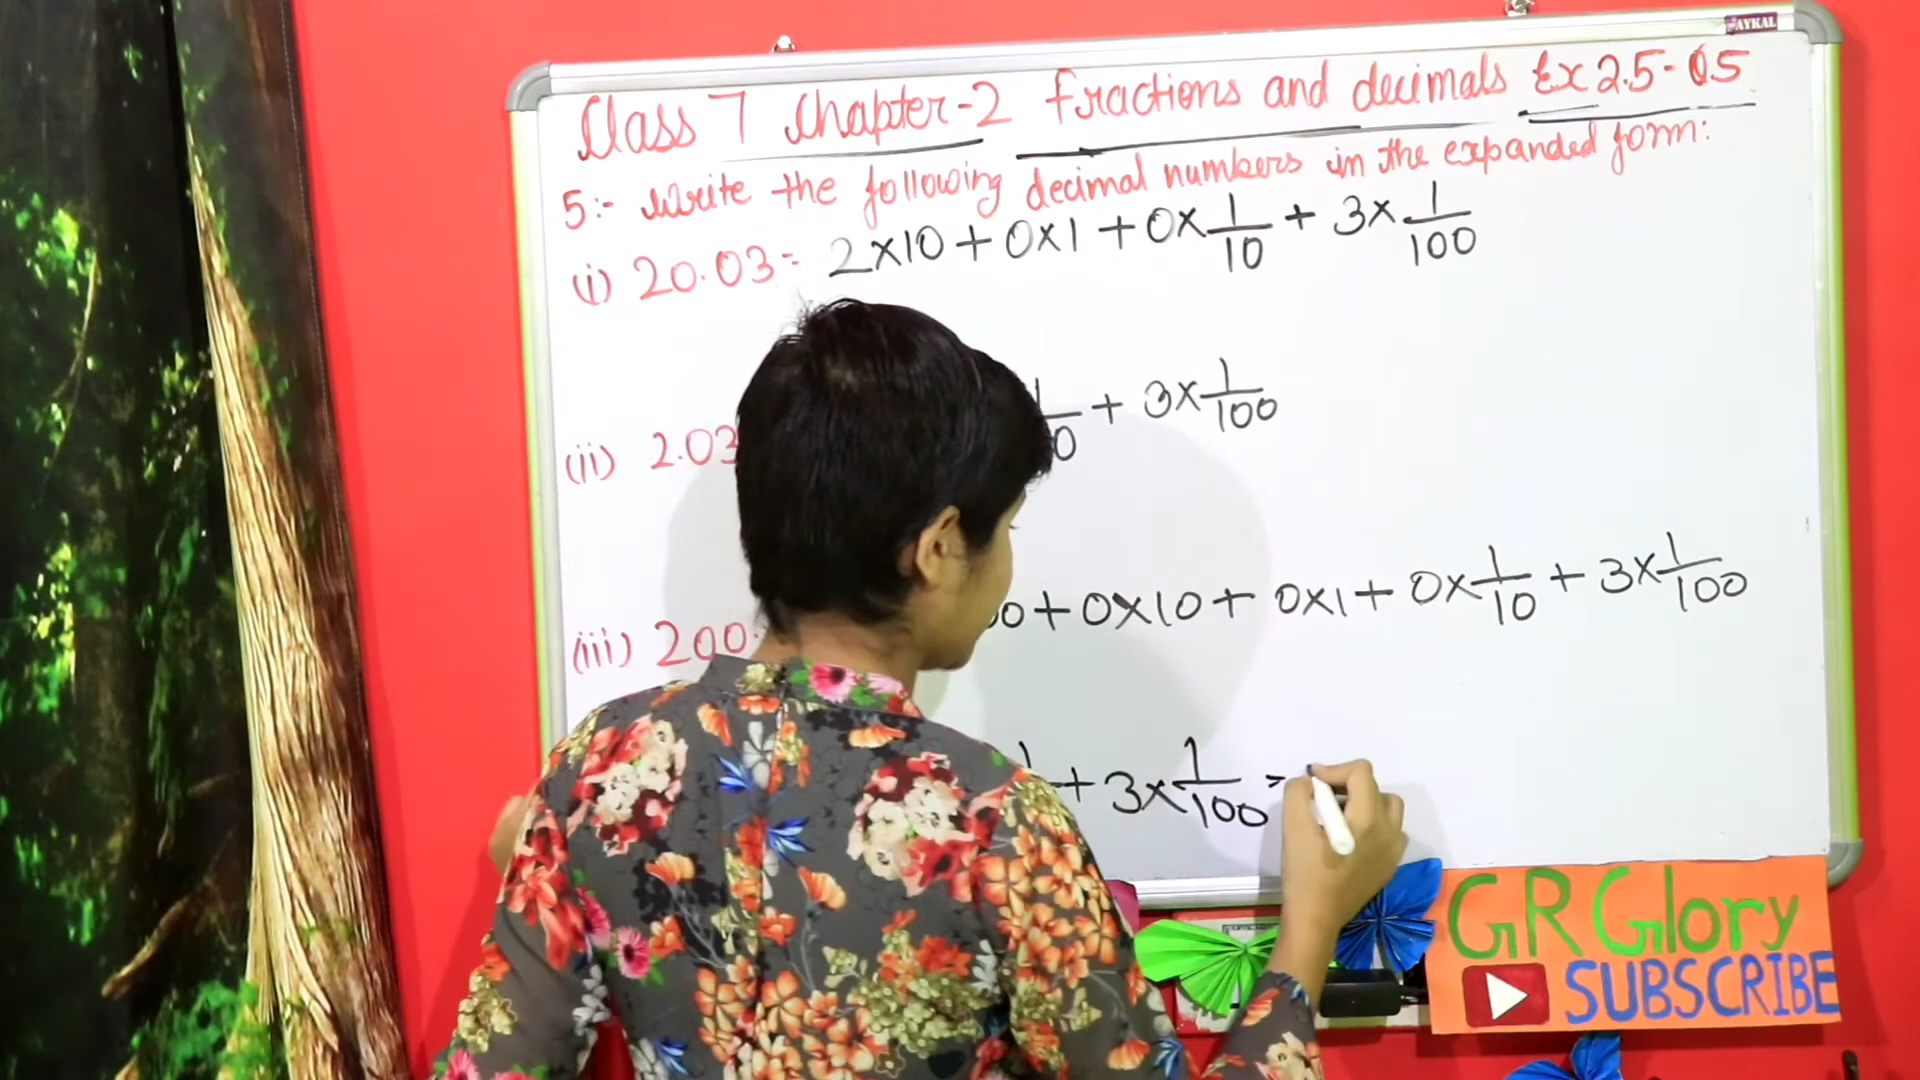 AYKAL
Class 7 Chapter-2 fractions and decimals Ex 2.5-Q5
5:- Write the following decimal numbers in the expanded form:
(i) 20.03 = 2×10+0×1+0×1/10+3×1/100
(ii) 2.03 + 3×1/100
(iii) 200. 0+0×10+0×1+0×1/10+3×1/100
+3×1/100 =
GR Glory
SUBSCRIBE